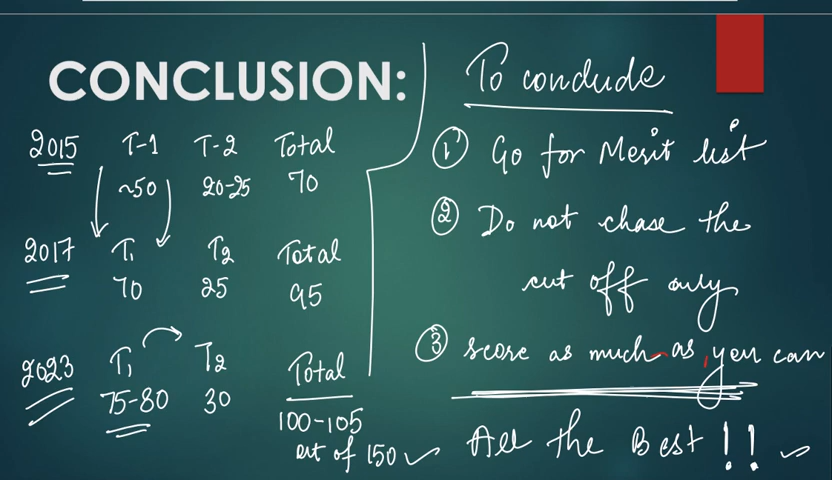 CONCLUSION:
2015 T-1 T-2 Total
~50 20-25 70
2017 T1 T2 Total
70 25 95
2023 T1 T2 Total
75-80 30 100-105
out of 150
To conclude
① Go for Merit list
② Do not chase the
cut off only
③ score as much as you can
All the Best !!